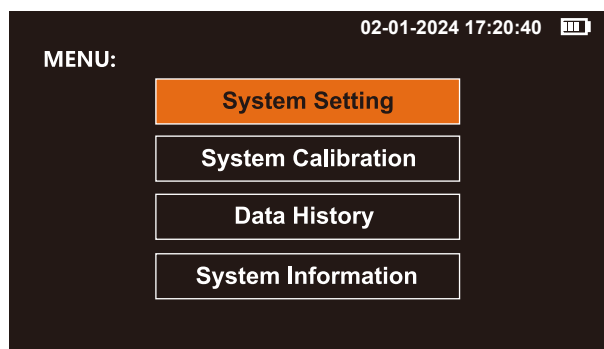 02-01-2024 17:20:40
MENU:
System Setting
System Calibration
Data History
System Information